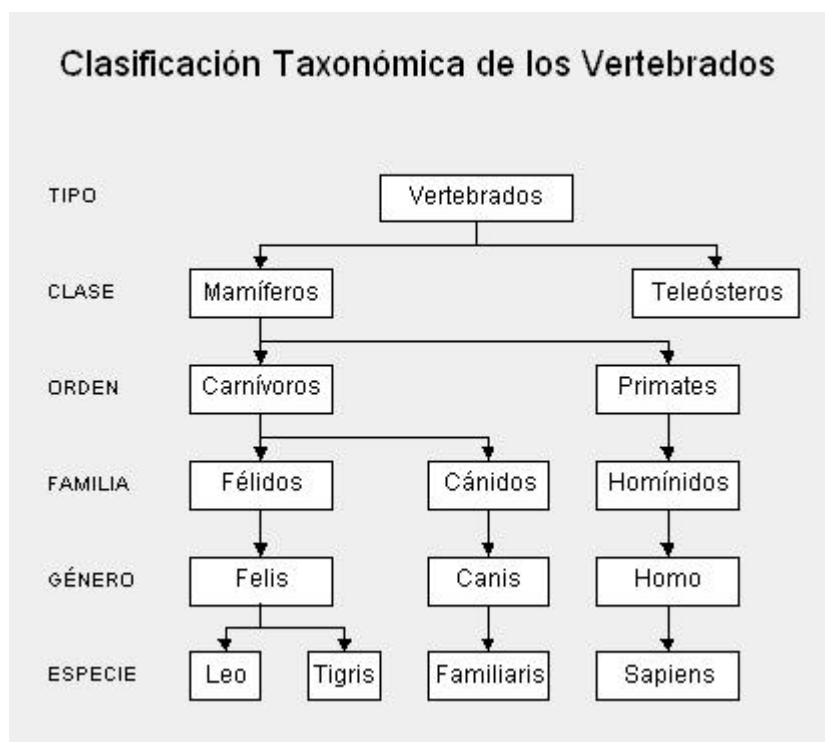 Clasificación Taxonómica de los Vertebrados
TIPO Vertebrados
CLASE Mamíferos Teleósteros
ORDEN Carnívoros Primates
FAMILIA Félidos Cánidos Homínidos
GÉNERO Felis Canis Homo
ESPECIE Leo Tigris Familiaris Sapiens